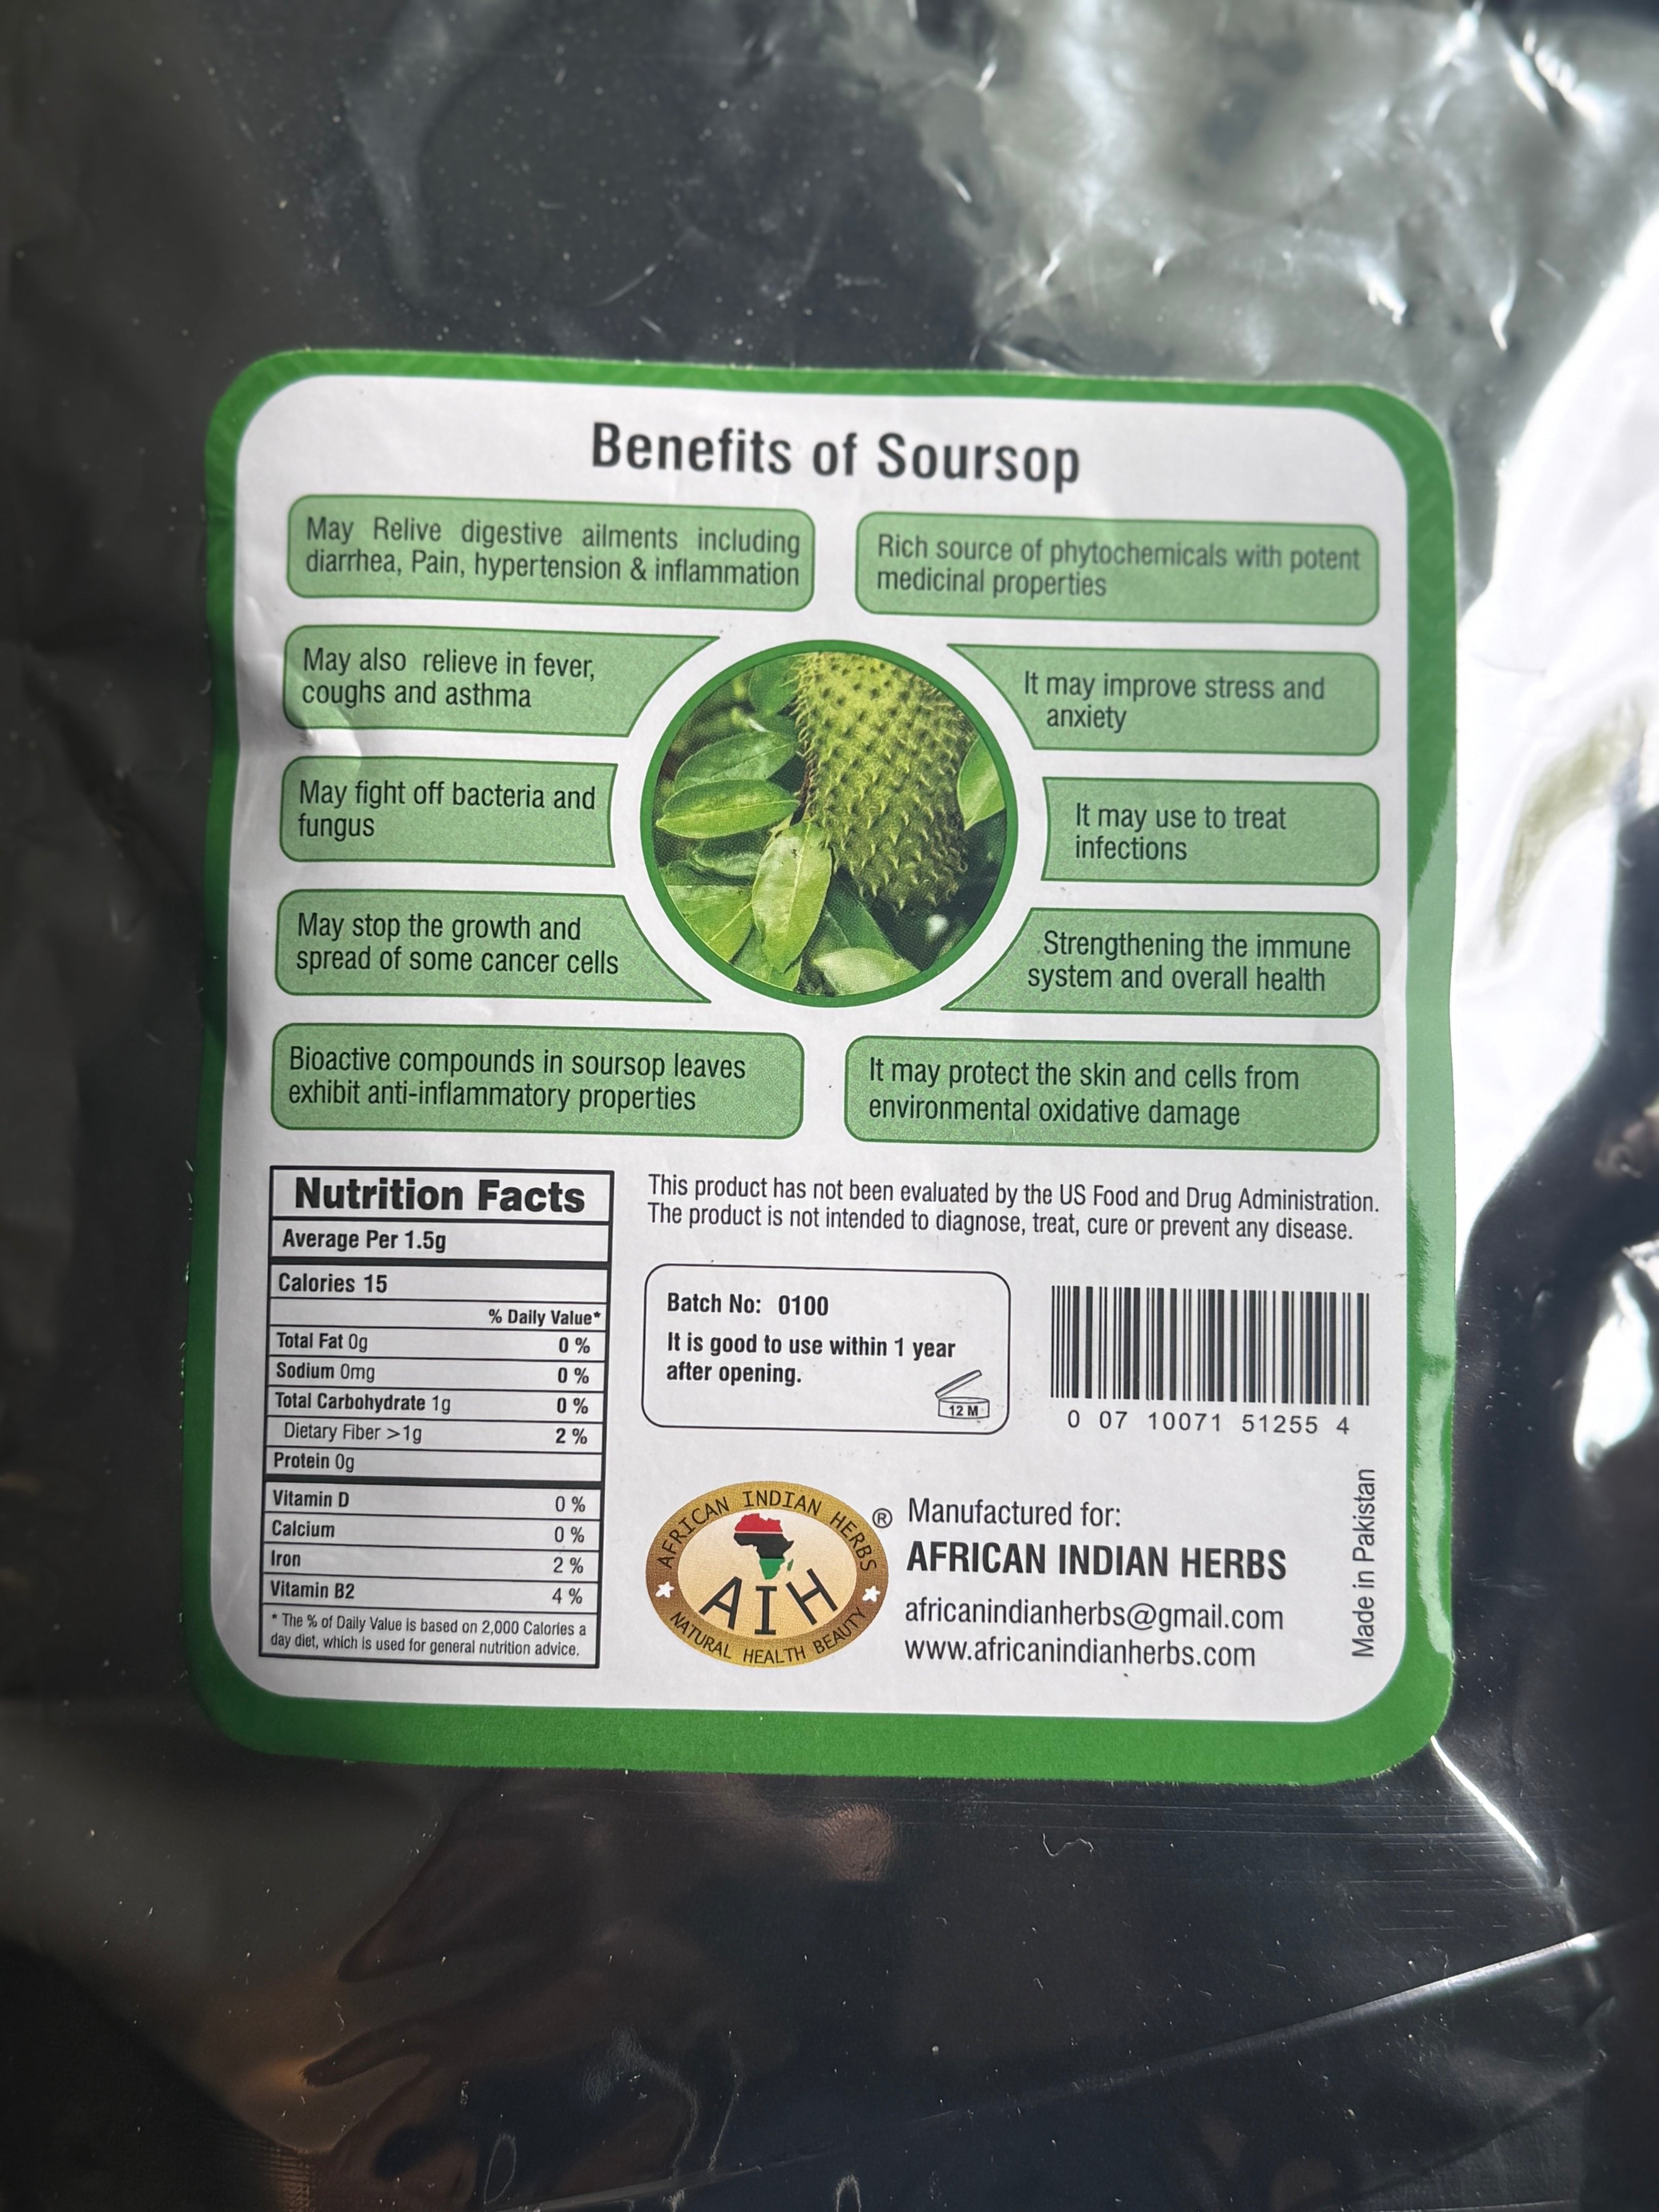 Benefits of Soursop
May Relive digestive ailments including
diarrhea, Pain, hypertension & inflammation
Rich source of phytochemicals with potent
medicinal properties
May also relieve in fever,
coughs and asthma
It may improve stress and
anxiety
May fight off bacteria and
fungus
It may use to treat
infections
May stop the growth and
spread of some cancer cells
Strengthening the immune
system and overall health
Bioactive compounds in soursop leaves
exhibit anti-inflammatory properties
It may protect the skin and cells from
environmental oxidative damage
Nutrition Facts
Average Per 1.5g
Calories 15
% Daily Value*
Total Fat 0g 0 %
Sodium 0mg 0 %
Total Carbohydrate 1g 0 %
Dietary Fiber >1g 2 %
Protein 0g
Vitamin D 0 %
Calcium 0 %
Iron 2 %
Vitamin B2 4 %
* The % of Daily Value is based on 2,000 Calories a
day diet, which is used for general nutrition advice.
This product has not been evaluated by the US Food and Drug Administration.
The product is not intended to diagnose, treat, cure or prevent any disease.
Batch No: 0100
It is good to use within 1 year
after opening.
12 M
0 07 10071 51255 4
AFRICAN INDIAN HERBS
AIH
NATURAL HEALTH BEAUTY
®
Manufactured for:
AFRICAN INDIAN HERBS
africanindianherbs@gmail.com
www.africanindianherbs.com
Made in Pakistan